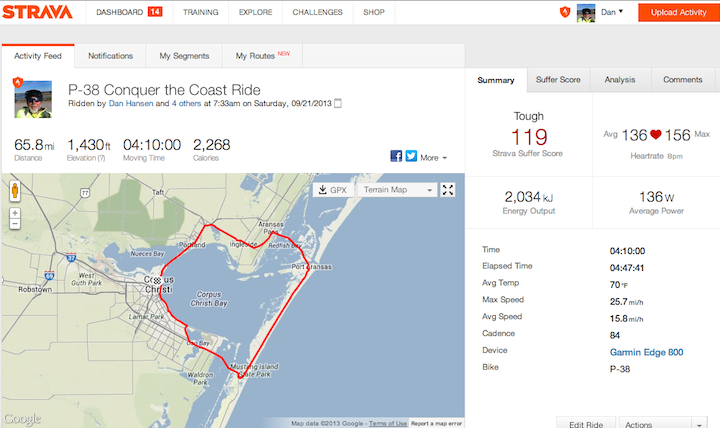 STRAVA DASHBOARD 14 TRAINING EXPLORE CHALLENGES SHOP Dan Upload Activity
Activity Feed Notifications My Segments My Routes NEW
P-38 Conquer the Coast Ride
Ridden by Dan Hansen and 4 others at 7:33am on Saturday, 09/21/2013
65.8mi 1,430ft 04:10:00 2,268
Distance Elevation (?) Moving Time Calories
More
GPX Terrain Map
77
Taft
Aransas
Pass
Portland
Ingleside
Redfish Bay
Nueces Bay
Port Aransas
37
West
Guth Park
Robstown
Corpus
Christi
Corpus
Christi Bay
Lamar Park
Oso Bay
Waldron
Field
Mustang Island
State Park
Google
Map data ©2013 Google - Terms of Use Report a map error
Summary Suffer Score Analysis Comments
Tough
119
Strava Suffer Score
Avg 136 156 Max
Heartrate Bpm
2,034 kJ
Energy Output
136 W
Average Power
Time 04:10:00
Elapsed Time 04:47:41
Avg Temp 70 °F
Max Speed 25.7 mi/h
Avg Speed 15.8 mi/h
Cadence 84
Device Garmin Edge 800
Bike P-38
Edit Ride Actions